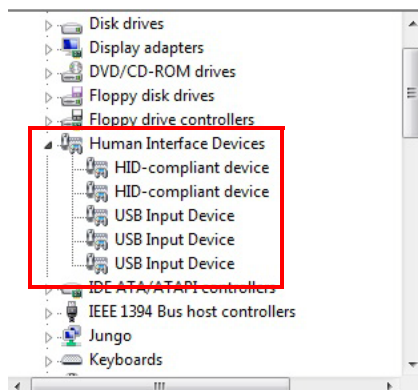 Disk drives
Display adapters
DVD/CD-ROM drives
Floppy disk drives
Floppy drive controllers
Human Interface Devices
HID-compliant device
HID-compliant device
USB Input Device
USB Input Device
USB Input Device
IDE ATA/ATAPI controllers
IEEE 1394 Bus host controllers
Jungo
Keyboards